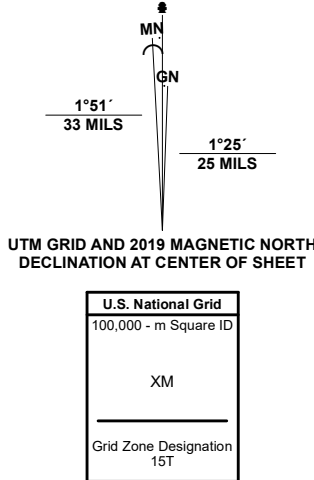 MN
GN
1°51´
33 MILS
1°25´
25 MILS
UTM GRID AND 2019 MAGNETIC NORTH
DECLINATION AT CENTER OF SHEET
U.S. National Grid
100,000 - m Square ID
XM
Grid Zone Designation
15T